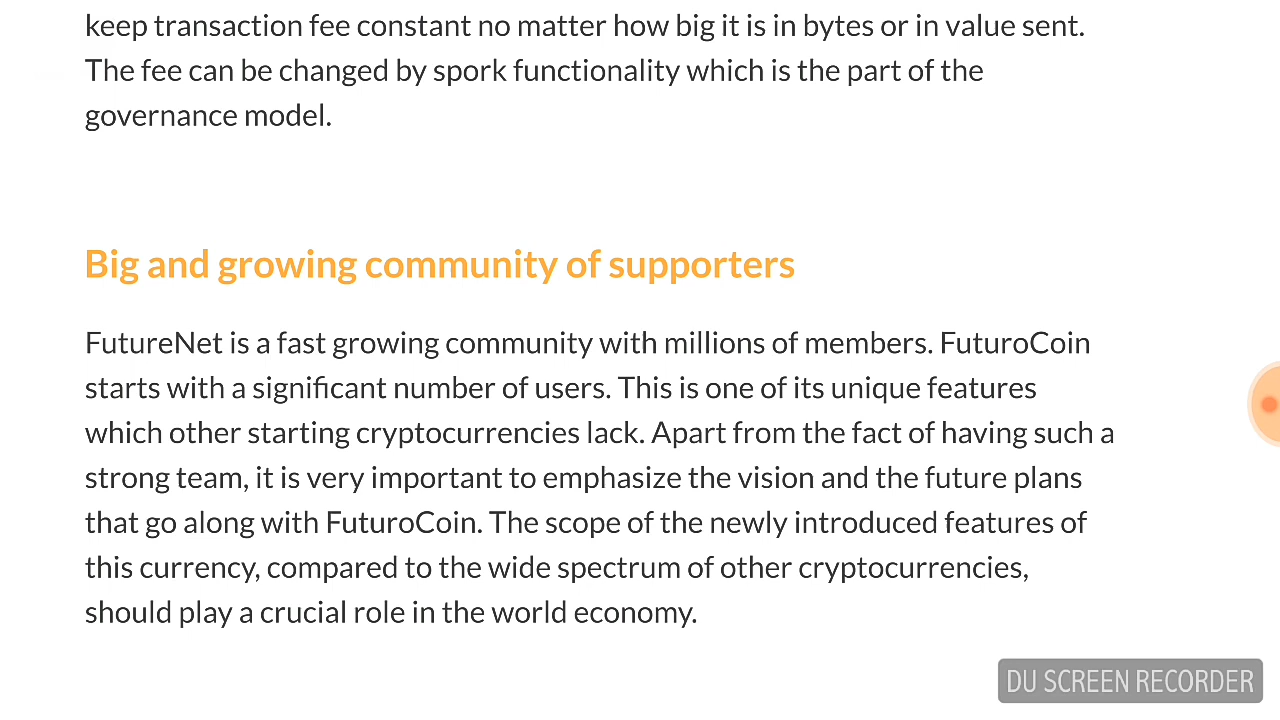 keep transaction fee constant no matter how big it is in bytes or in value sent.
The fee can be changed by spork functionality which is the part of the
governance model.
Big and growing community of supporters
FutureNet is a fast growing community with millions of members. FuturoCoin
starts with a significant number of users. This is one of its unique features
which other starting cryptocurrencies lack. Apart from the fact of having such a
strong team, it is very important to emphasize the vision and the future plans
that go along with FuturoCoin. The scope of the newly introduced features of
this currency, compared to the wide spectrum of other cryptocurrencies,
should play a crucial role in the world economy.
DU SCREEN RECORDER